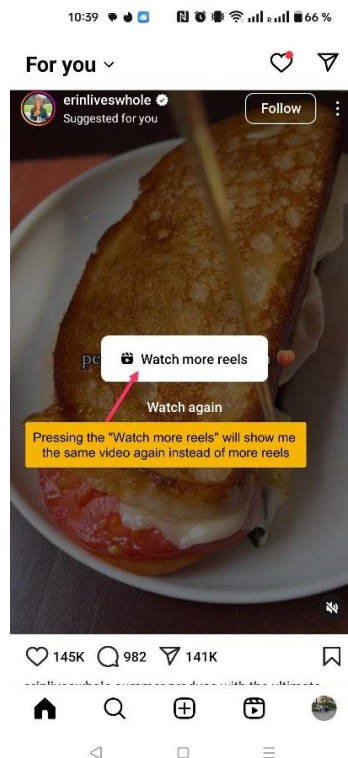 10:39
66 %
For you
erinliveswhole
Suggested for you
Follow
pe
Watch more reels
Watch again
Pressing the "Watch more reels" will show me
the same video again instead of more reels
145K 982 141K